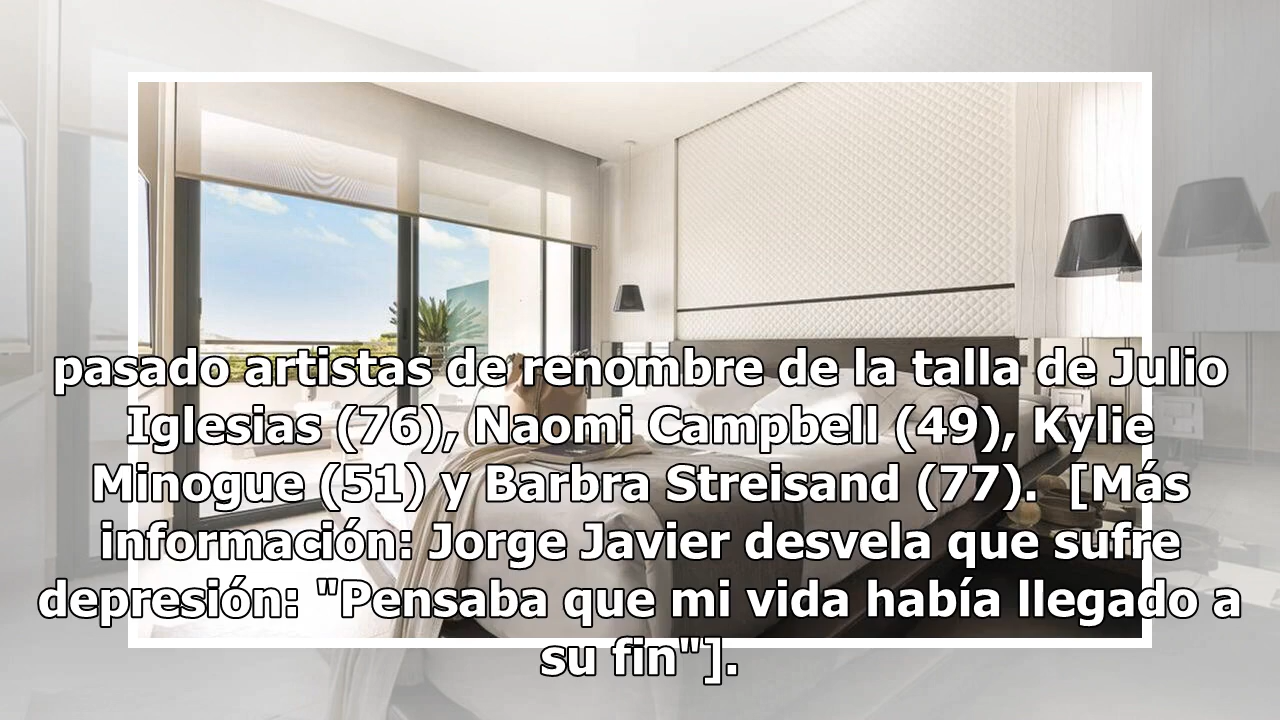 pasado artistas de renombre de la talla de Julio
Iglesias (76), Naomi Campbell (49), Kylie
Minogue (51) y Barbra Streisand (77).  [Más
información: Jorge Javier desvela que sufre
depresión: "Pensaba que mi vida había llegado a
su fin"].